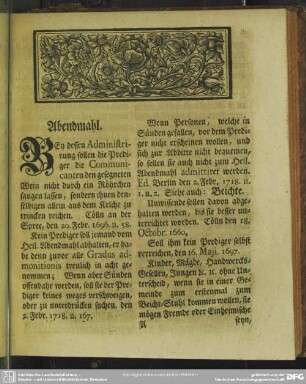 Abendmahl.
BEy dessen Administri-
rung sollen die Predi-
ger die Communi-
canten den gesegneten
Wein nicht durch ein Röhrchen
saugen lassen, sondern ihnen den-
selbigen allein aus dem Kelche zu
trincken reichen. Cölln an der
Spree, den 20. Febr. 1696. n. 58.
Kein Prediger soll jemand vom
Heil. Abendmahl abhalten, er ha-
be denn zuvor alle Gradus ad-
monitionis treulich in acht ge-
nommen; Wenn aber Sünden
offenbahr werden, soll sie der Pre-
diger keines weges verschweigen,
oder zu unterdrücken suchen. den
2. Febr. 1718. n. 167.
Wenn Personen, welche in
Sünden gefallen, vor dem Predi-
ger nicht erscheinen wollen, und
sich zur Abbitte nicht bequemen,
so sollen sie auch nicht zum Heil.
Abendmahl admittiret werden.
Ed. Berlin den 2. Febr. 1718. n.
1. u. 2. Siehe auch: Beichte.
Unwissende sollen davon abge-
halten werden, bis sie besser un-
terrichtet worden. Cölln den 18.
Octobr. 1660.
Soll ihm kein Prediger selbst
verreichen, den 16. Maji. 1697.
Kinder, Mägde, Handwercks-
Gesellen, Jungen &c. &c. ohne Un-
terscheid, wenn sie in einer Ge-
meinde zum erstenmal zum
Beicht-Stuhl kommen wollen, sie
mögen Fremde oder Einheimische
A seyn,
Deutsche Forschungsgemeinschaft
DFG